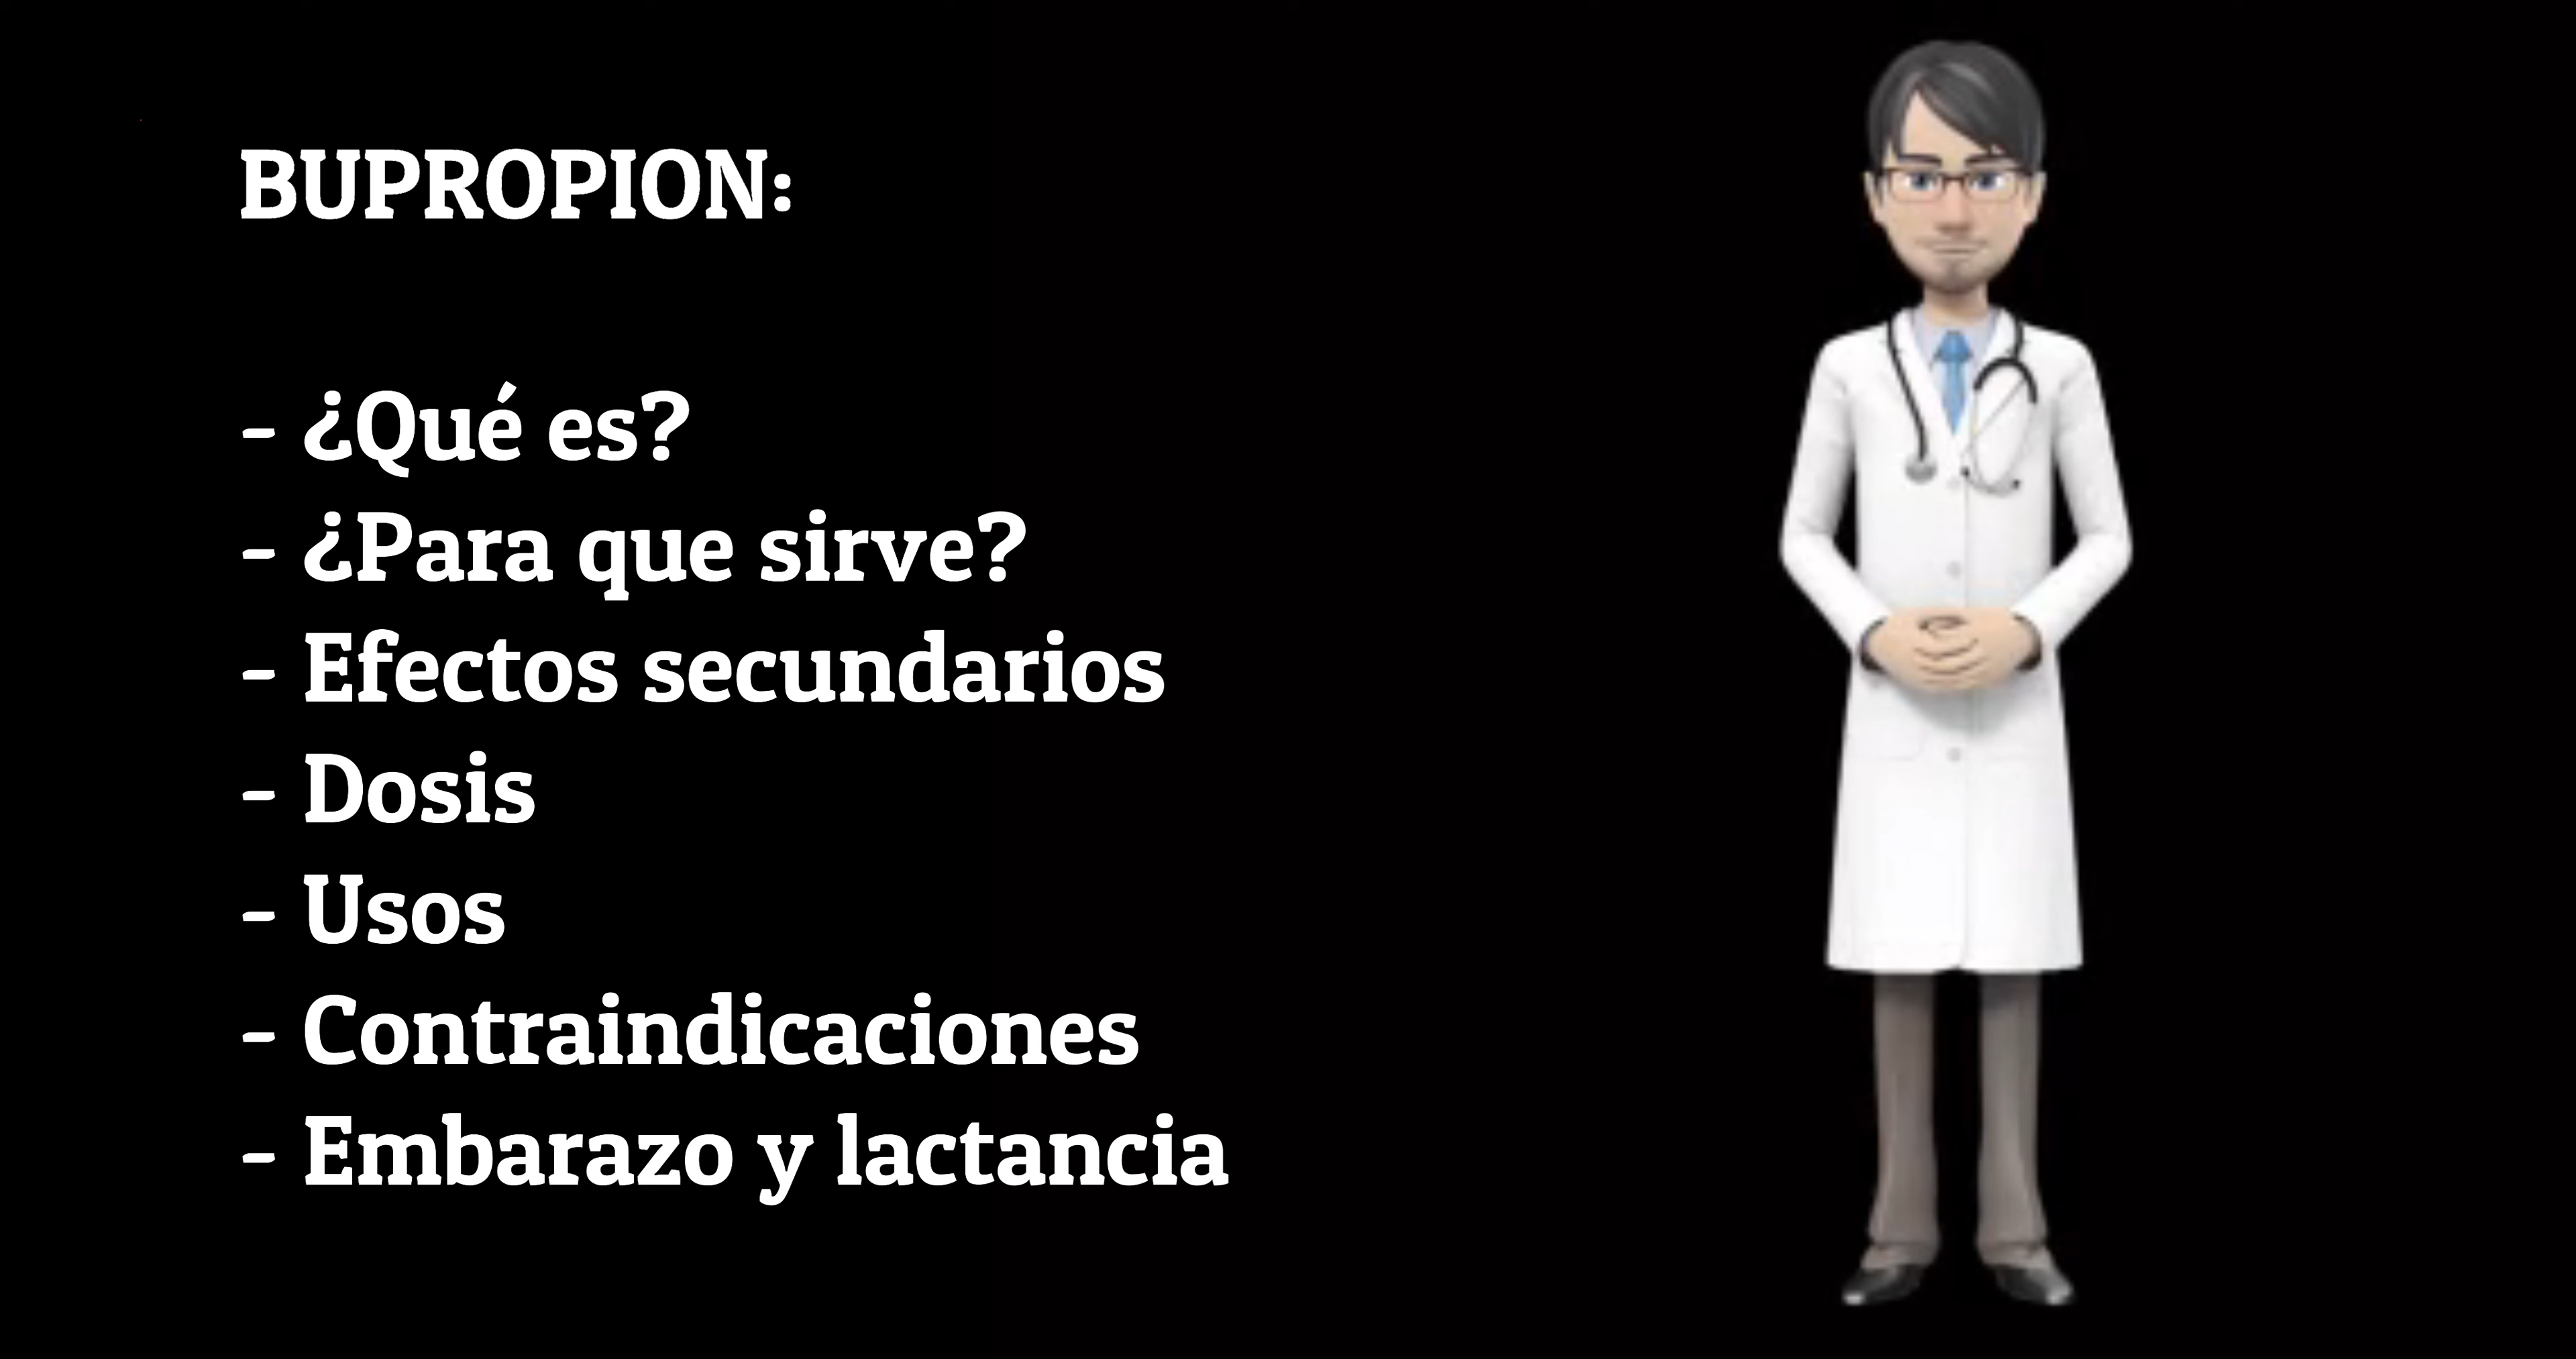 BUPROPION:
- ¿Qué es?
- ¿Para que sirve?
- Efectos secundarios
- Dosis
- Usos
- Contraindicaciones
- Embarazo y lactancia